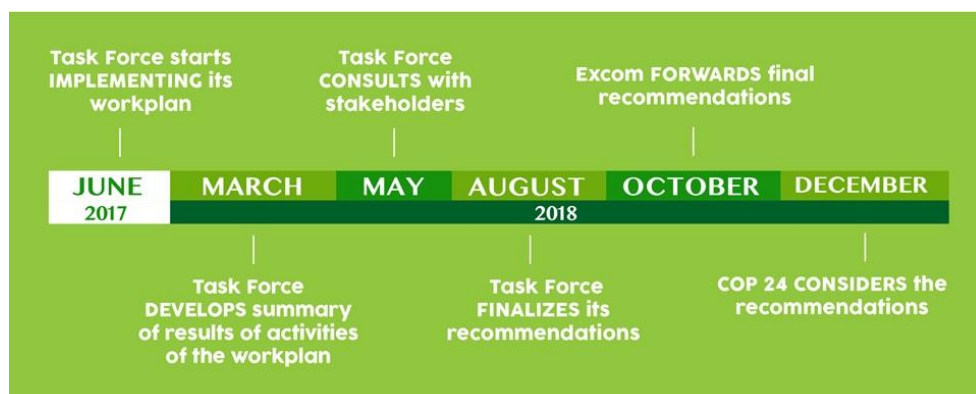 Task Force starts
IMPLEMENTING its
workplan
Task Force
CONSULTS with
stakeholders
Excom FORWARDS final
recommendations
JUNE
MARCH
MAY
AUGUST
OCTOBER
DECEMBER
2017
2018
Task Force
DEVELOPS summary
of results of activities
of the workplan
Task Force
FINALIZES its
recommendations
COP 24 CONSIDERS the
recommendations